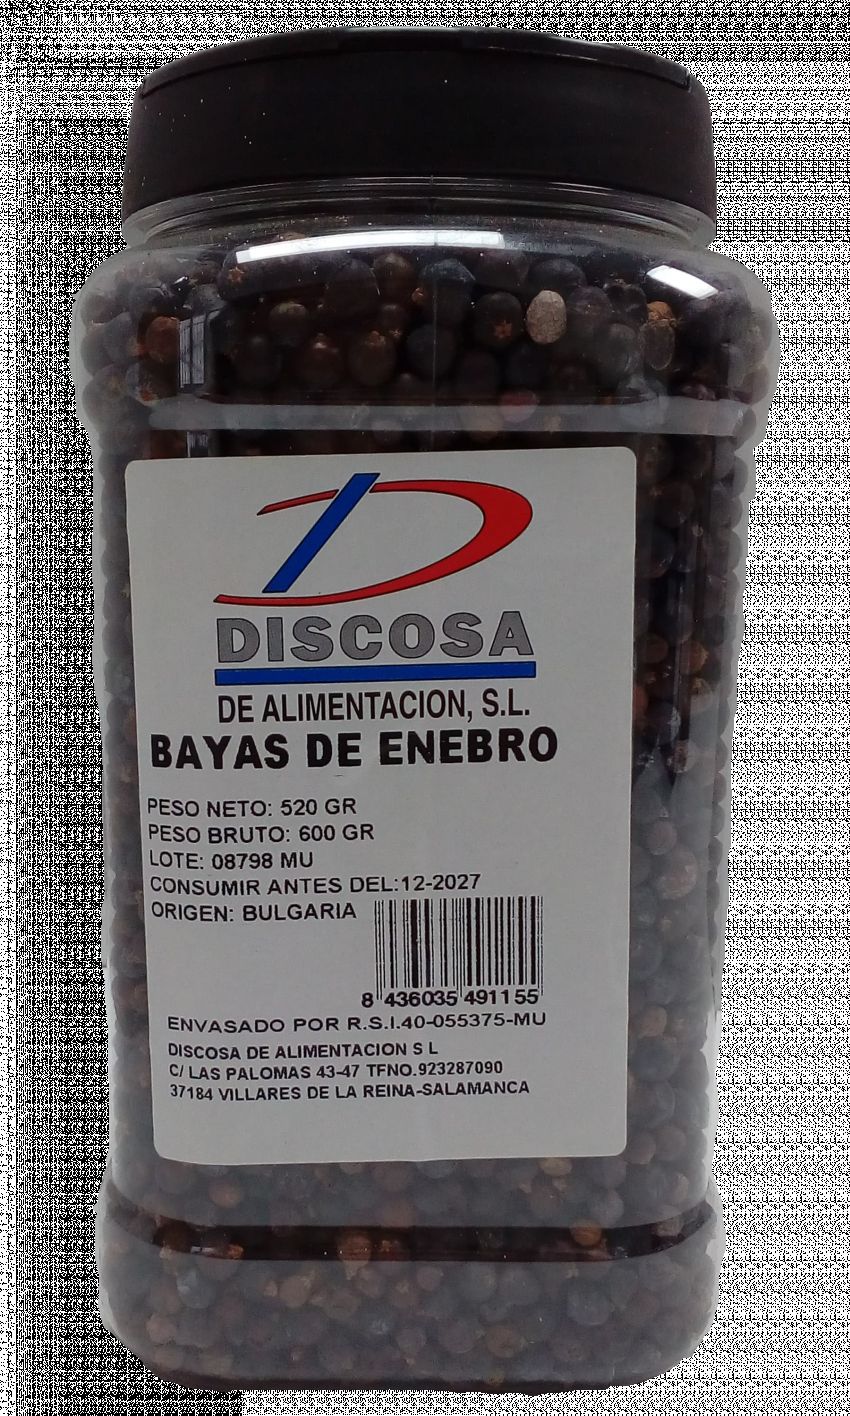 DISCOSA
DE ALIMENTACION, S.L.
BAYAS DE ENEBRO
PESO NETO: 520 GR
PESO BRUTO: 600 GR
LOTE: 08798 MU
CONSUMIR ANTES DEL:12-2027
ORIGEN: BULGARIA
8 436035 491155
ENVASADO POR R.S.I.40-055375-MU
DISCOSA DE ALIMENTACION S L
C/ LAS PALOMAS 43-47 TFNO.923287090
37184 VILLARES DE LA REINA-SALAMANCA